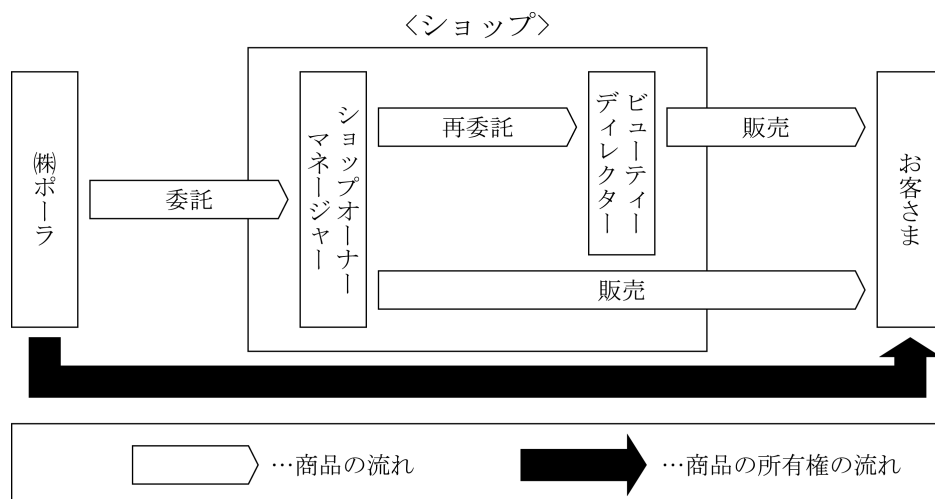 〈ショップ〉
㈱ポーラ
委託
ショップオーナー
マネージャー
再委託
ビューティー
ディレクター
販売
販売
お客さま
…商品の流れ
…商品の所有権の流れ